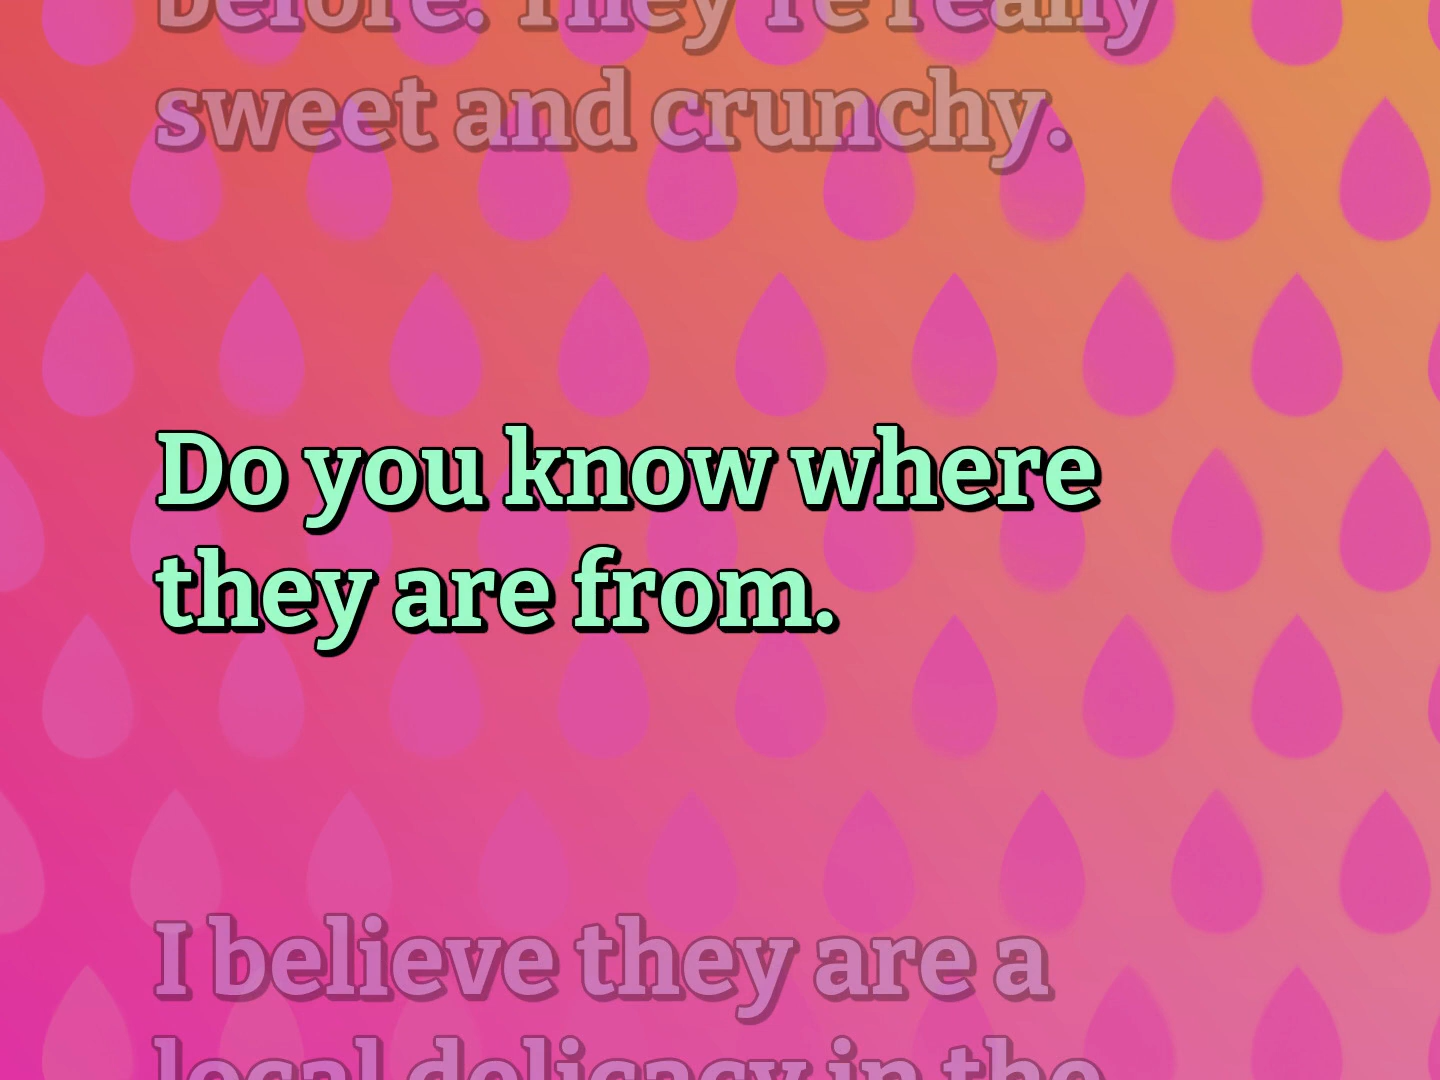 before. They're really
sweet and crunchy.
Do you know where
they are from.
I believe they are a
local delicacy in the